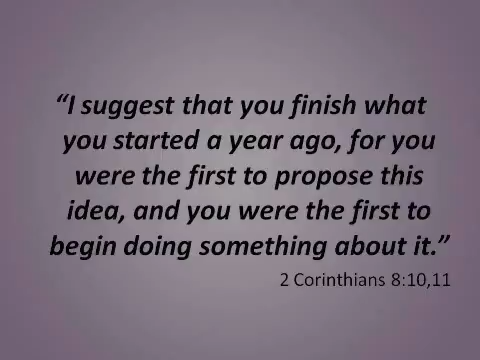 “I suggest that you finish what
you started a year ago, for you
were the first to propose this
idea, and you were the first to
begin doing something about it.”
2 Corinthians 8:10,11